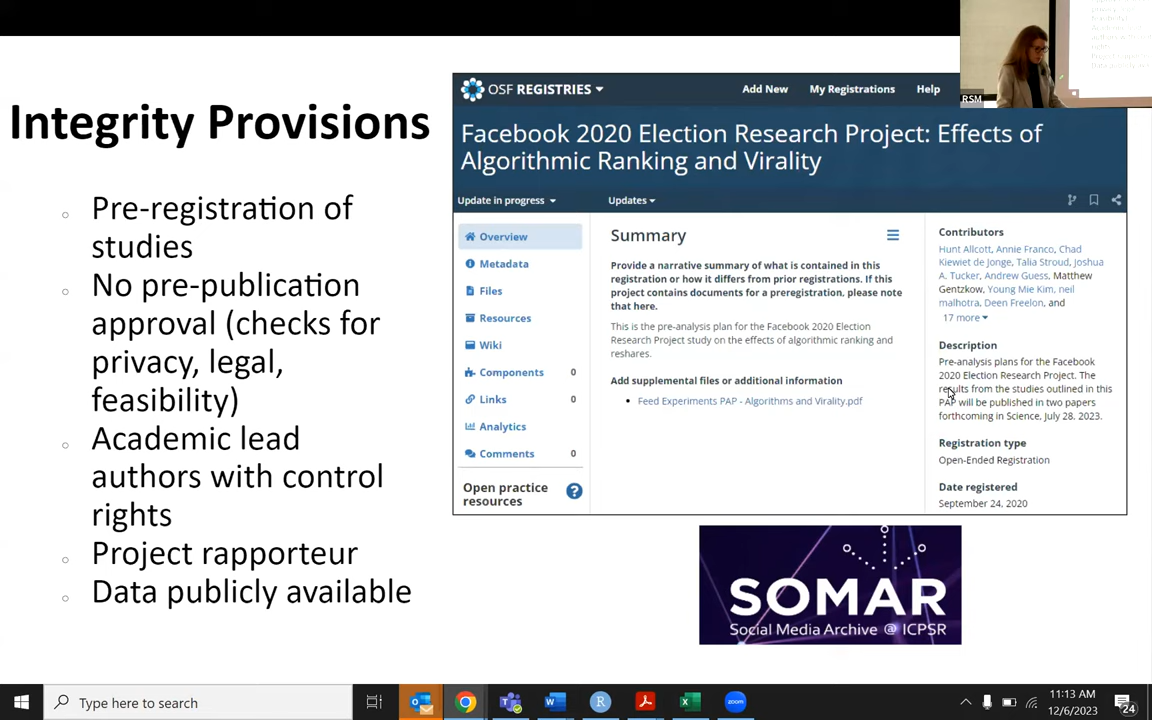 Integrity Provisions
Pre-registration of
studies
No pre-publication
approval (checks for
privacy, legal,
feasibility)
Academic lead
authors with control
rights
Project rapporteur
Data publicly available
OSF REGISTRIES
Add New
My Registrations
Help
Facebook 2020 Election Research Project: Effects of
Algorithmic Ranking and Virality
Update in progress
Updates
Overview
Metadata
Files
Resources
Wiki
Components 0
Links 0
Analytics
Comments 0
Open practice
resources
?
Summary
Provide a narrative summary of what is contained in this
registration or how it differs from prior registrations. If this
project contains documents for a preregistration, please note
that here.
This is the pre-analysis plan for the Facebook 2020 Election
Research Project study on the effects of algorithmic ranking and
reshares.
Add supplemental files or additional information
Feed Experiments PAP - Algorithms and Virality.pdf
Contributors
Hunt Allcott, Annie Franco, Chad
Kiewiet de Jonge, Talia Stroud, Joshua
A. Tucker, Andrew Guess, Matthew
Gentzkow, Young Mie Kim, neil
malhotra, Deen Freelon, and
17 more
Description
Pre-analysis plans for the Facebook
2020 Election Research Project. The
results from the studies outlined in this
PAP will be published in two papers
forthcoming in Science, July 28. 2023.
Registration type
Open-Ended Registration
Date registered
September 24, 2020
SOMAR
Social Media Archive @ ICPSR
RSM
Type here to search
zoom
11:13 AM
12/6/2023
24